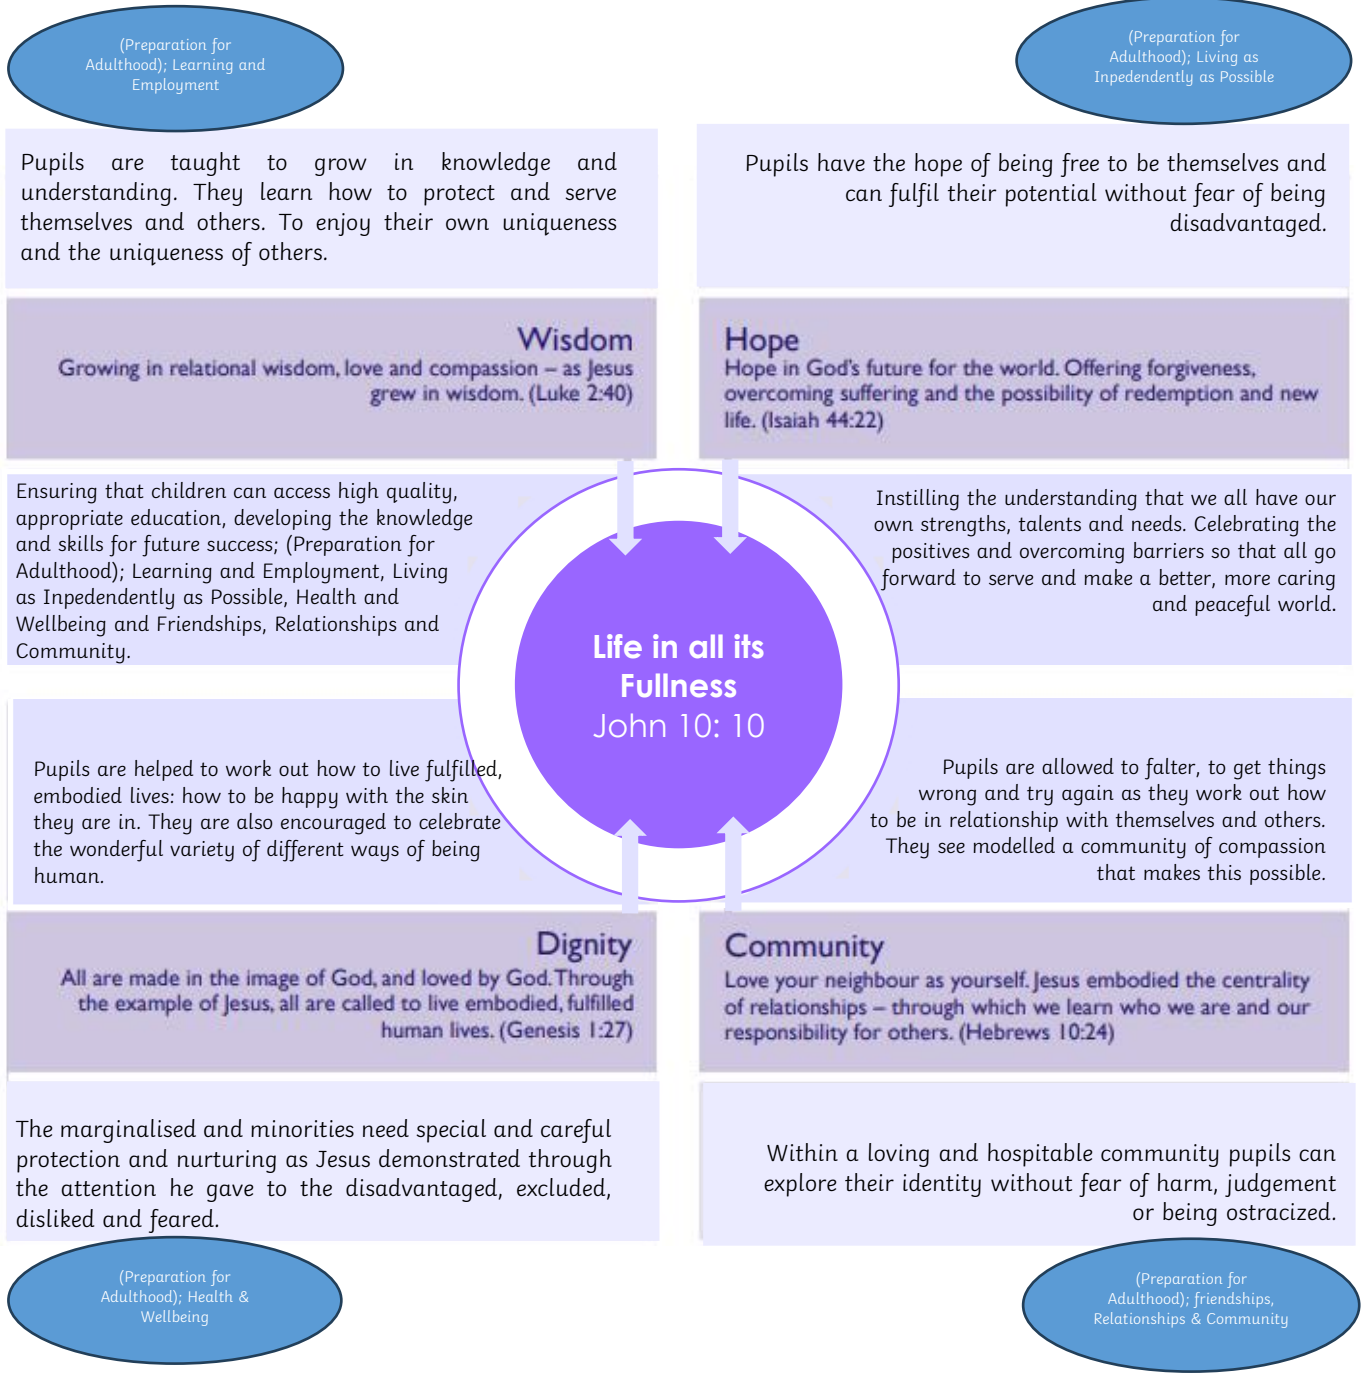 (Preparation for
Adulthood); Learning and
Employment
(Preparation for
Adulthood); Living as
Inpedendently as Possible
Pupils are taught to grow in knowledge and
understanding. They learn how to protect and serve
themselves and others. To enjoy their own uniqueness
and the uniqueness of others.
Pupils have the hope of being free to be themselves and
can fulfil their potential without fear of being
disadvantaged.
Wisdom
Growing in relational wisdom, love and compassion – as Jesus
grew in wisdom. (Luke 2:40)
Hope
Hope in God's future for the world. Offering forgiveness,
overcoming suffering and the possibility of redemption and new
life. (Isaiah 44:22)
Ensuring that children can access high quality,
appropriate education, developing the knowledge
and skills for future success; (Preparation for
Adulthood); Learning and Employment, Living
as Inpedendently as Possible, Health and
Wellbeing and Friendships, Relationships and
Community.
Instilling the understanding that we all have our
own strengths, talents and needs. Celebrating the
positives and overcoming barriers so that all go
forward to serve and make a better, more caring
and peaceful world.
Life in all its
Fullness
John 10: 10
Pupils are helped to work out how to live fulfilled,
embodied lives: how to be happy with the skin
they are in. They are also encouraged to celebrate
the wonderful variety of different ways of being
human.
Pupils are allowed to falter, to get things
wrong and try again as they work out how
to be in relationship with themselves and others.
They see modelled a community of compassion
that makes this possible.
Dignity
All are made in the image of God, and loved by God. Through
the example of Jesus, all are called to live embodied, fulfilled
human lives. (Genesis 1:27)
Community
Love your neighbour as yourself. Jesus embodied the centrality
of relationships – through which we learn who we are and our
responsibility for others. (Hebrews 10:24)
The marginalised and minorities need special and careful
protection and nurturing as Jesus demonstrated through
the attention he gave to the disadvantaged, excluded,
disliked and feared.
Within a loving and hospitable community pupils can
explore their identity without fear of harm, judgement
or being ostracized.
(Preparation for
Adulthood); Health &
Wellbeing
(Preparation for
Adulthood); friendships,
Relationships & Community